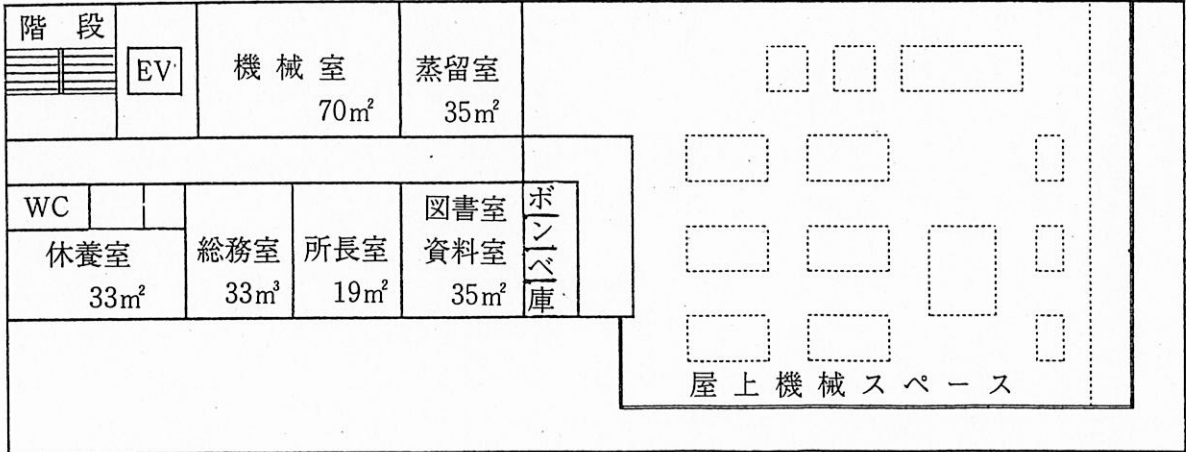 階段
EV
機械室
70㎡
蒸留室
35㎡
WC
休養室
33㎡
総務室
33m³
所長室
19㎡
図書室
資料室
35㎡
ボンベ庫
屋上機械スペース